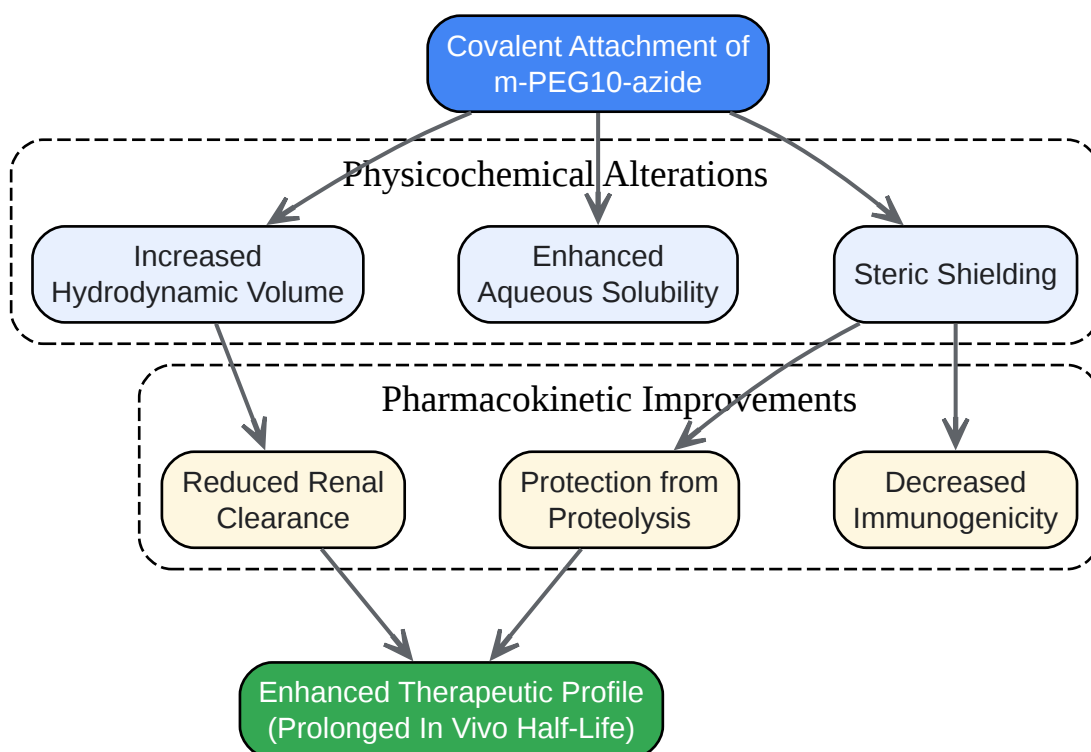 Covalent Attachment of
m-PEG10-azide
Physicochemical Alterations
Increased
Hydrodynamic Volume
Enhanced
Aqueous Solubility
Steric Shielding
Pharmacokinetic Improvements
Reduced Renal
Clearance
Protection from
Proteolysis
Decreased
Immunogenicity
Enhanced Therapeutic Profile
(Prolonged In Vivo Half-Life)